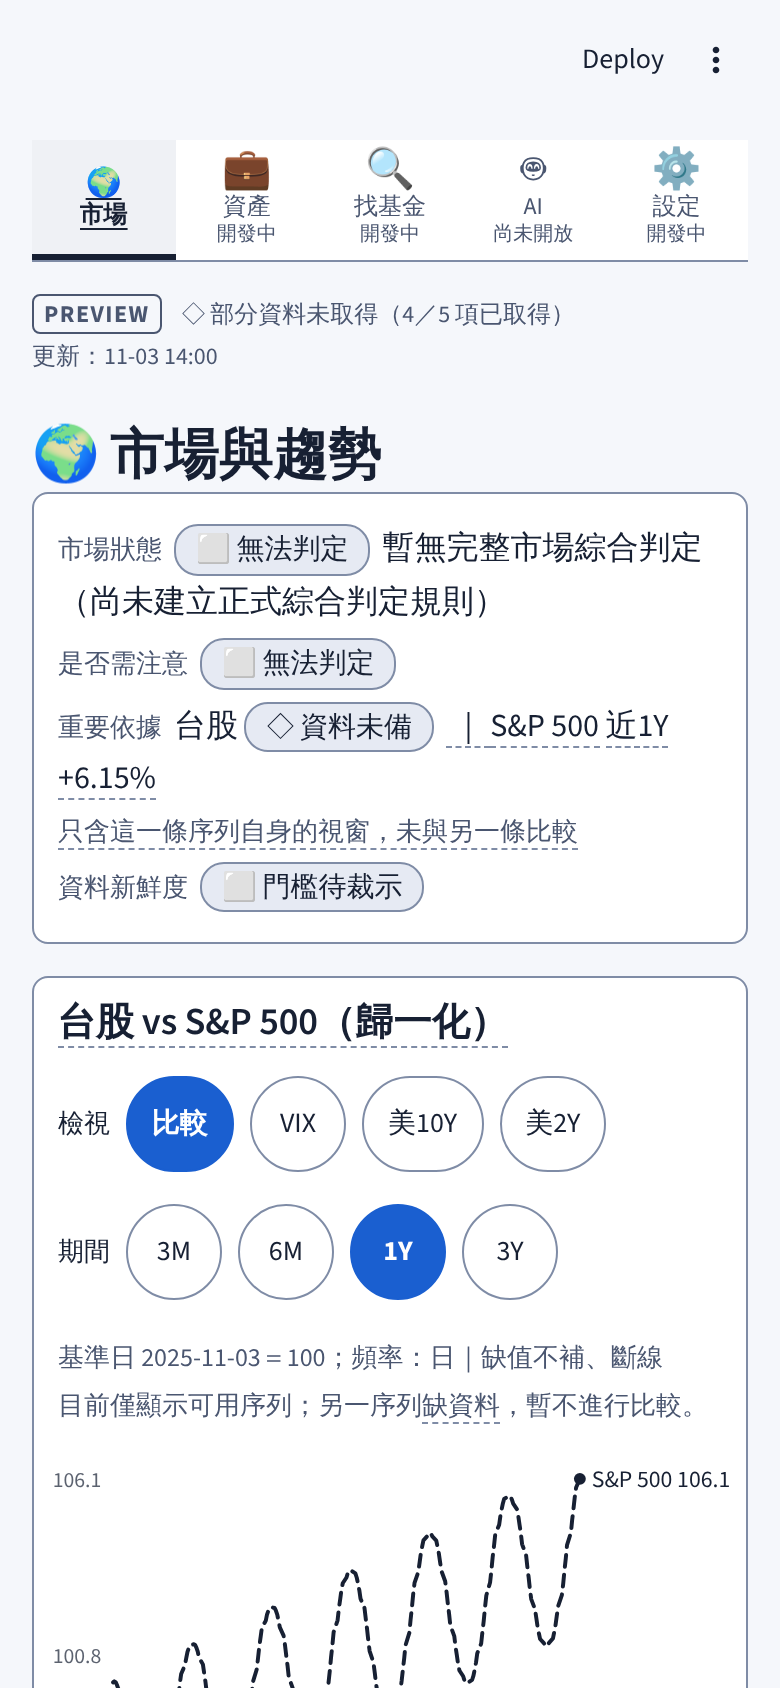 Deploy
市場
資產
開發中
找基金
開發中
AI
尚未開放
設定
開發中
PREVIEW ◇ 部分資料未取得（4／5 項已取得）
更新：11-03 14:00
市場與趨勢
市場狀態 無法判定 暫無完整市場綜合判定
（尚未建立正式綜合判定規則）
是否需注意 無法判定
重要依據 台股 ◇ 資料未備 ｜ S&P 500 近1Y
+6.15%
只含這一條序列自身的視窗，未與另一條比較
資料新鮮度 門檻待裁示
台股 vs S&P 500（歸一化）
檢視 比較 VIX 美10Y 美2Y
期間 3M 6M 1Y 3Y
基準日 2025-11-03＝100；頻率：日｜缺值不補、斷線
目前僅顯示可用序列；另一序列缺資料，暫不進行比較。
106.1
S&P 500 106.1
100.8